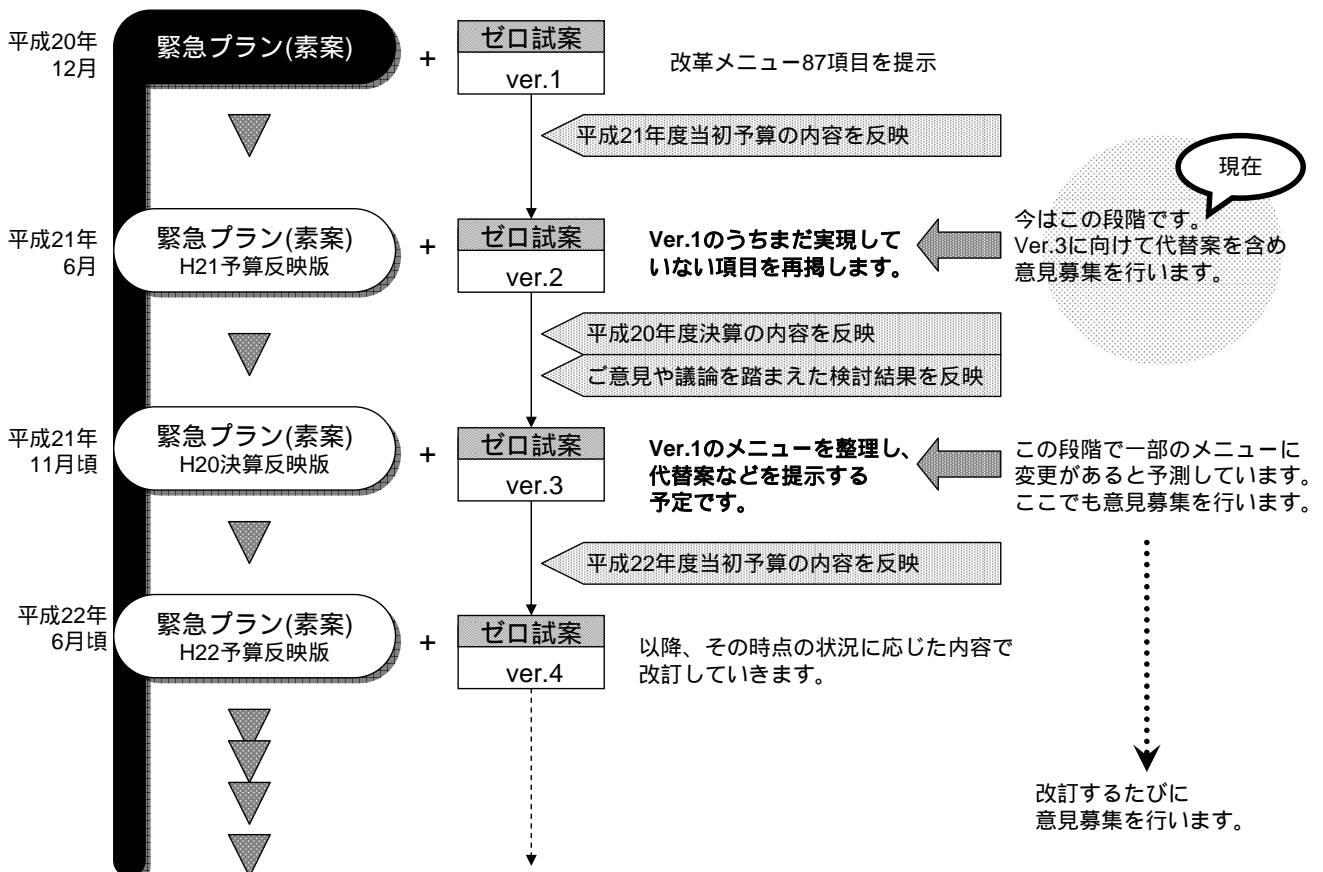 平成20年
12月
緊急プラン(素案)
+
ゼロ試案
ver.1
改革メニュー87項目を提示
平成21年度当初予算の内容を反映
現在
平成21年
6月
緊急プラン(素案)
H21予算反映版
+
ゼロ試案
ver.2
Ver.1のうちまだ実現して
いない項目を再掲します。
今はこの段階です。
Ver.3に向けて代替案を含め
意見募集を行います。
平成20年度決算の内容を反映
ご意見や議論を踏まえた検討結果を反映
平成21年
11月頃
緊急プラン(素案)
H20決算反映版
+
ゼロ試案
ver.3
Ver.1のメニューを整理し、
代替案などを提示する
予定です。
この段階で一部のメニューに
変更があると予測しています。
ここでも意見募集を行います。
平成22年度当初予算の内容を反映
平成22年
6月頃
緊急プラン(素案)
H22予算反映版
+
ゼロ試案
ver.4
以降、その時点の状況に応じた内容で
改訂していきます。
改訂するたびに
意見募集を行います。